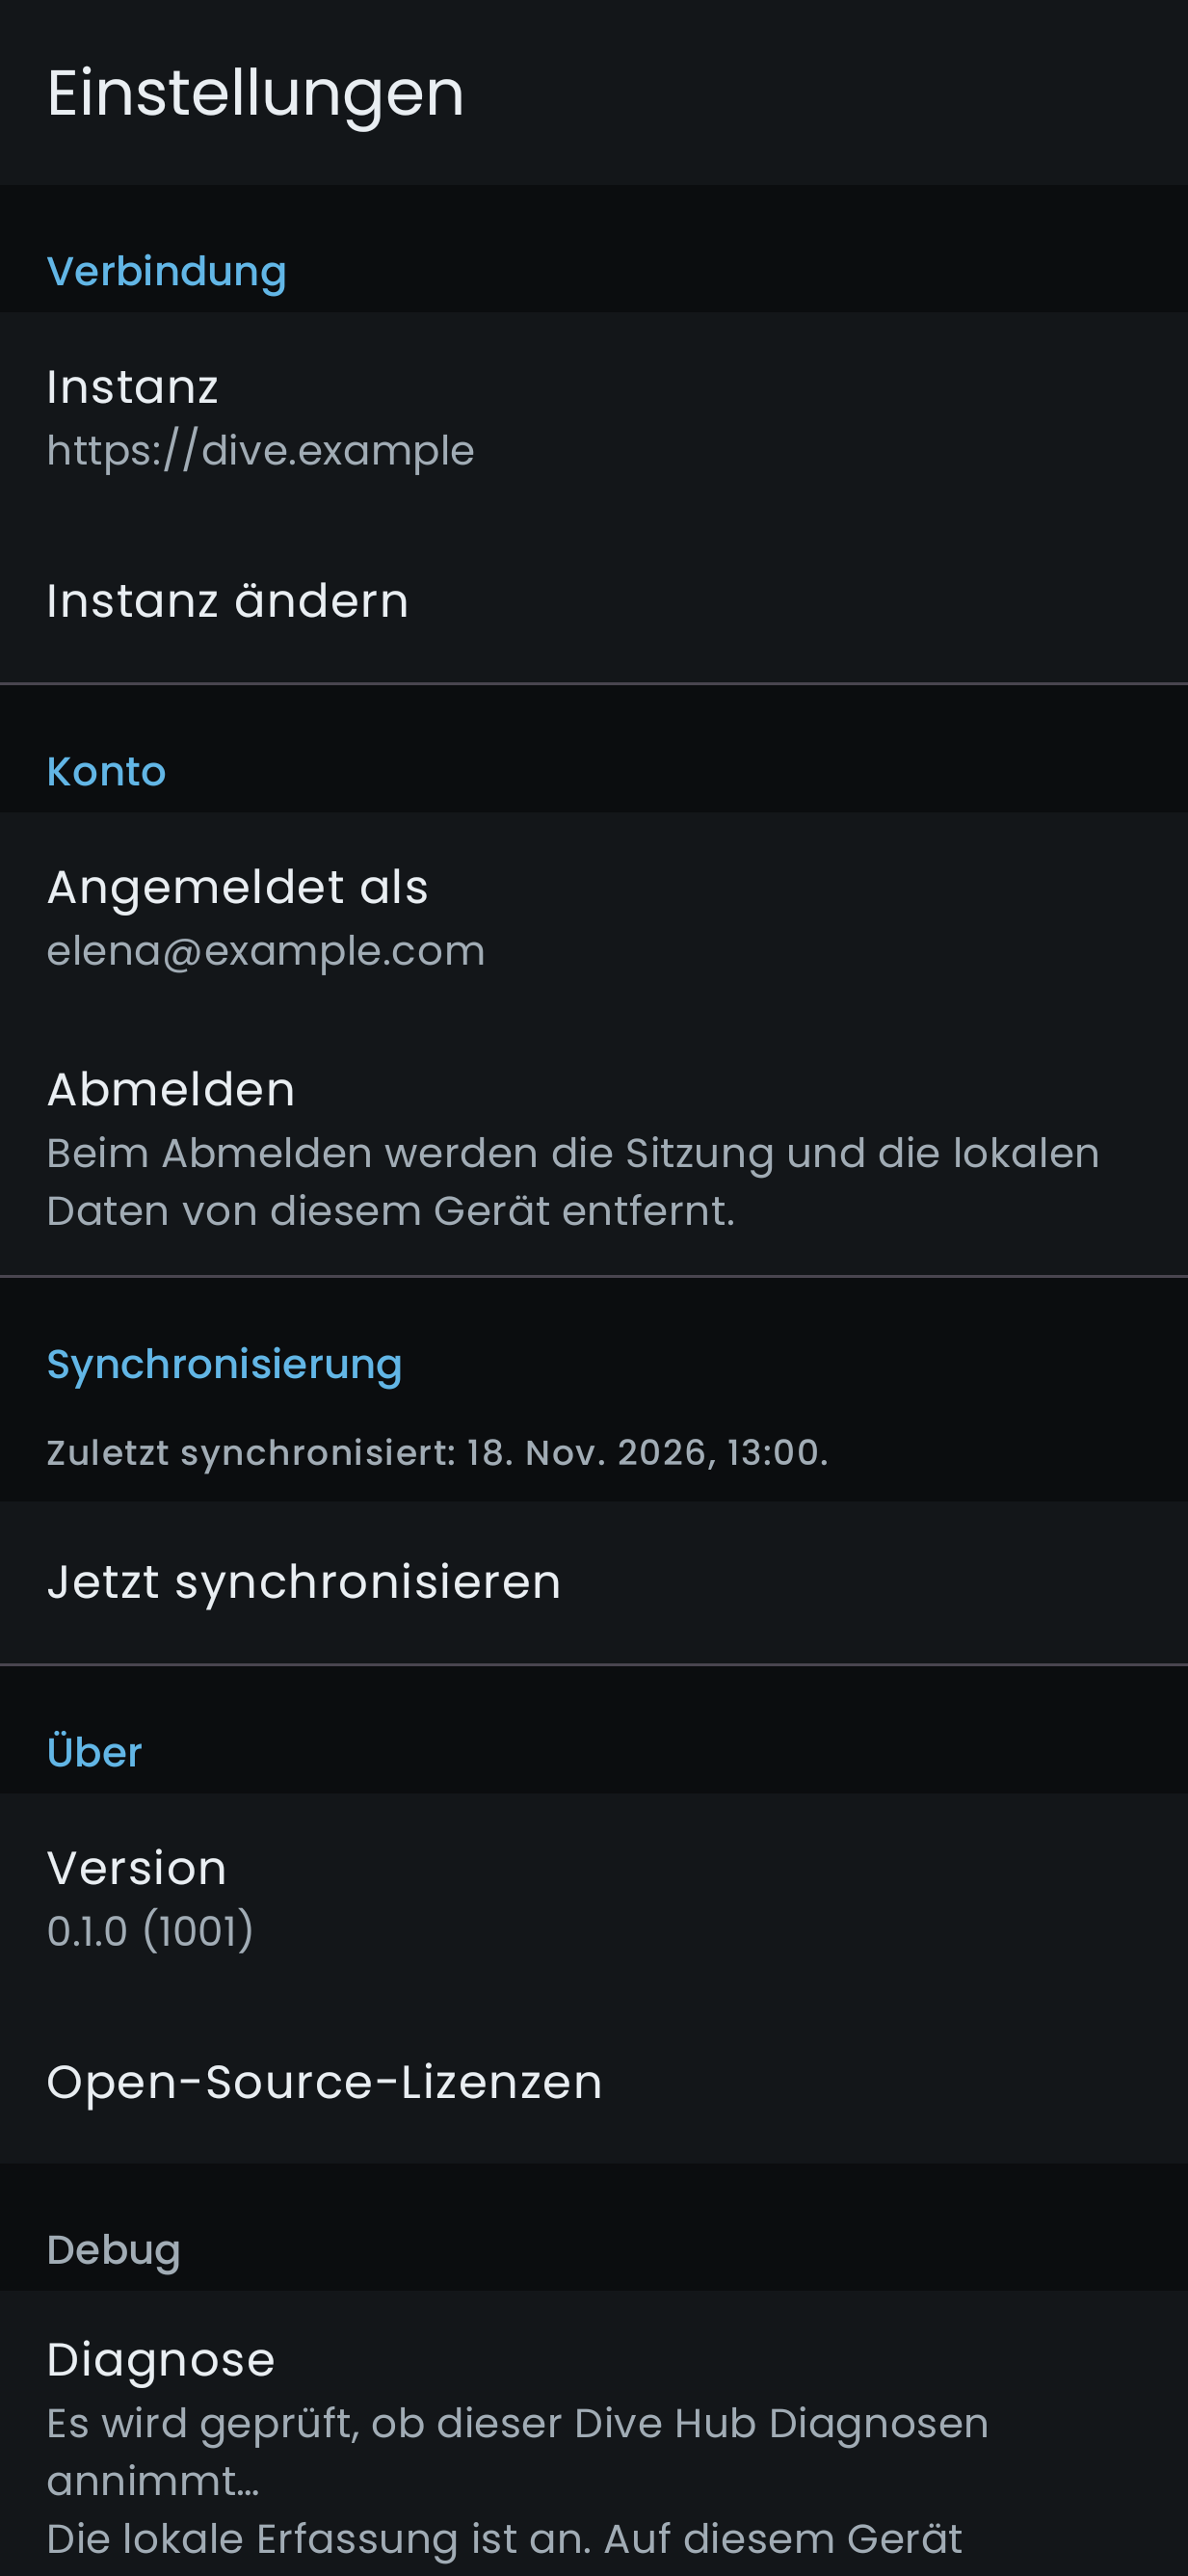 Einstellungen
Verbindung
Instanz
https://dive.example
Instanz ändern
Konto
Angemeldet als
elena@example.com
Abmelden
Beim Abmelden werden die Sitzung und die lokalen
Daten von diesem Gerät entfernt.
Synchronisierung
Zuletzt synchronisiert: 18. Nov. 2026, 13:00.
Jetzt synchronisieren
Über
Version
0.1.0 (1001)
Open-Source-Lizenzen
Debug
Diagnose
Es wird geprüft, ob dieser Dive Hub Diagnosen
annimmt…
Die lokale Erfassung ist an. Auf diesem Gerät